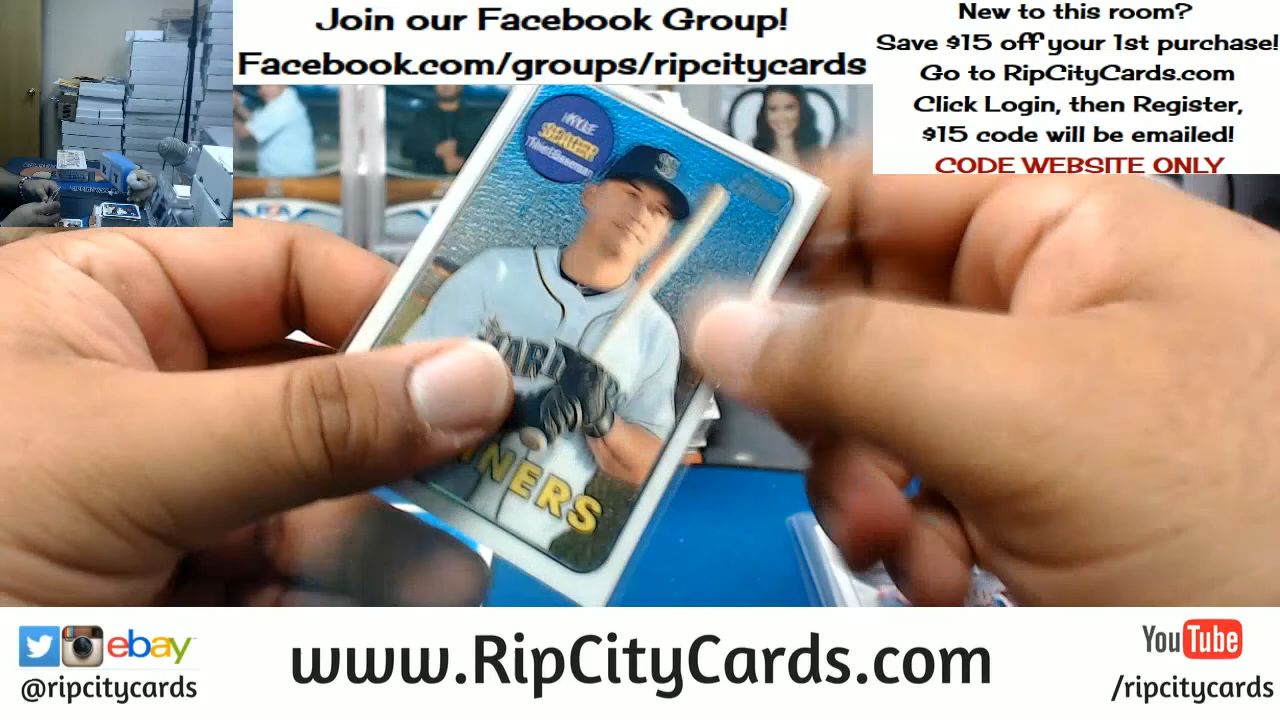 Join our Facebook Group!
Facebook.com/groups/ripcitycards
New to this room?
Save $15 off your 1st purchase!
Go to RipCityCards.com
Click Login, then Register,
$15 code will be emailed!
CODE WEBSITE ONLY
KYLE
SEAGER
Third Baseman
NERS
ebay
@ripcitycards
www.RipCityCards.com
YouTube
/ripcitycards